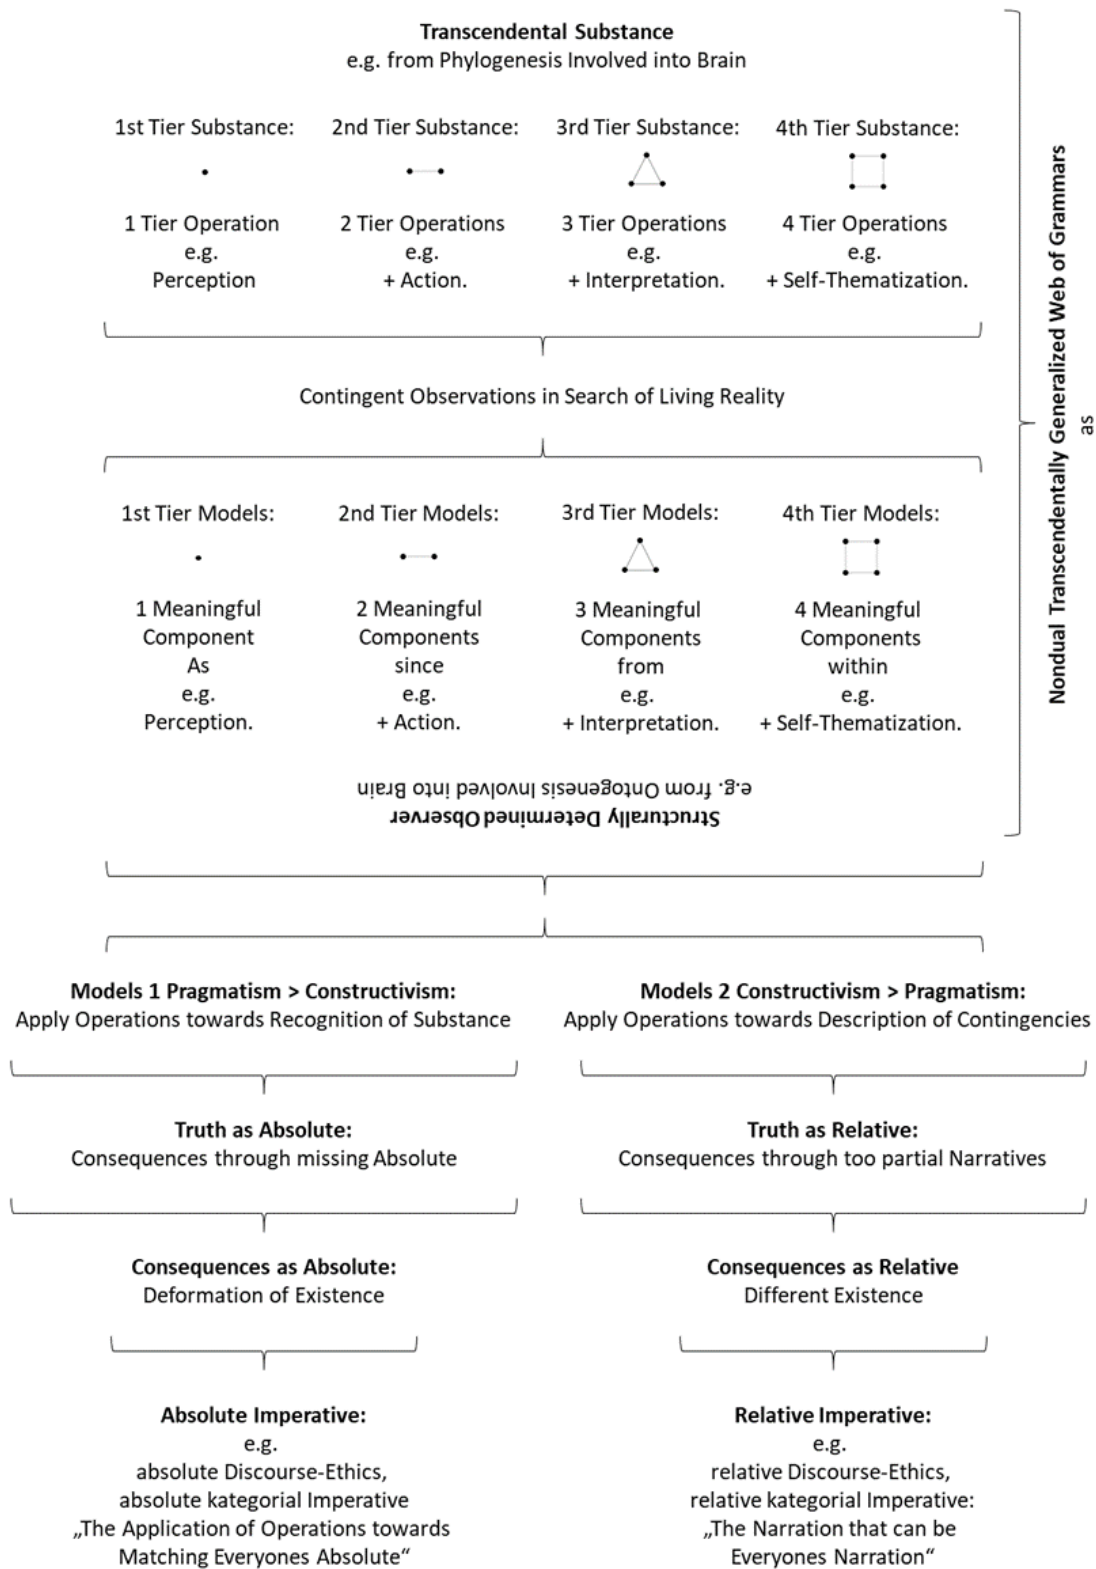 Transcendental Substance
e.g. from Phylogenesis Involved into Brain
1st Tier Substance:
1 Tier Operation
e.g.
Perception
2nd Tier Substance:
2 Tier Operations
e.g.
+ Action.
3rd Tier Substance:
3 Tier Operations
e.g.
+ Interpretation.
4th Tier Substance:
4 Tier Operations
e.g.
+ Self-Thematization.
Contingent Observations in Search of Living Reality
1st Tier Models:
1 Meaningful
Component
As
e.g.
Perception.
2nd Tier Models:
2 Meaningful
Components
since
e.g.
+ Action.
3rd Tier Models:
3 Meaningful
Components
from
e.g.
+ Interpretation.
4th Tier Models:
4 Meaningful
Components
within
e.g.
+ Self-Thematization.
Structurally Determined Observer
e.g. from Ontogenesis Involved into Brain
Nondual Transcendentally Generalized Web of Grammars
as
Models 1 Pragmatism > Constructivism:
Apply Operations towards Recognition of Substance
Truth as Absolute:
Consequences through missing Absolute
Consequences as Absolute:
Deformation of Existence
Absolute Imperative:
e.g.
absolute Discourse-Ethics,
absolute kategorial Imperative
„The Application of Operations towards
Matching Everyones Absolute“
Models 2 Constructivism > Pragmatism:
Apply Operations towards Description of Contingencies
Truth as Relative:
Consequences through too partial Narratives
Consequences as Relative
Different Existence
Relative Imperative:
e.g.
relative Discourse-Ethics,
relative kategorial Imperative:
„The Narration that can be
Everyones Narration“